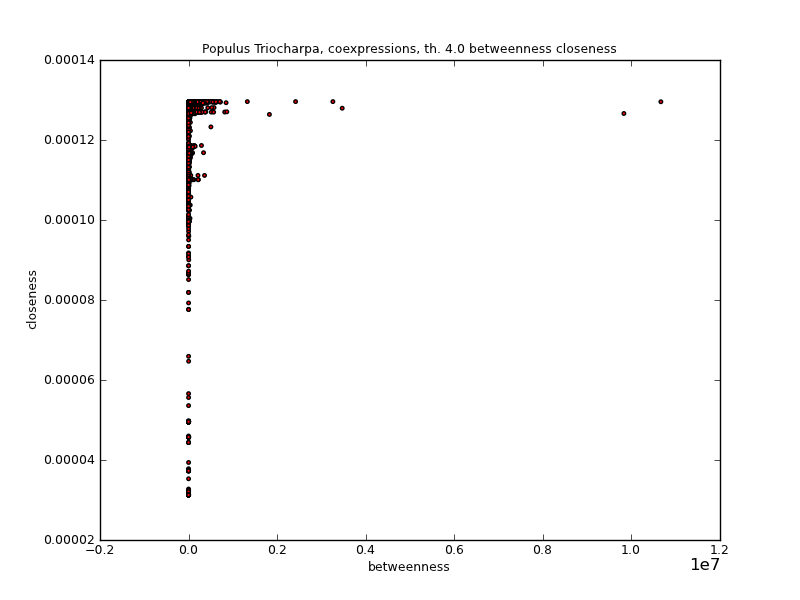 Populus Triocharpa, coexpressions, th. 4.0 betweenness closeness
0.00014
0.00012
0.00010
0.00008
0.00006
0.00004
0.00002
closeness
−0.2 0.0 0.2 0.4 0.6 0.8 1.0 1.2
1e7
betweenness